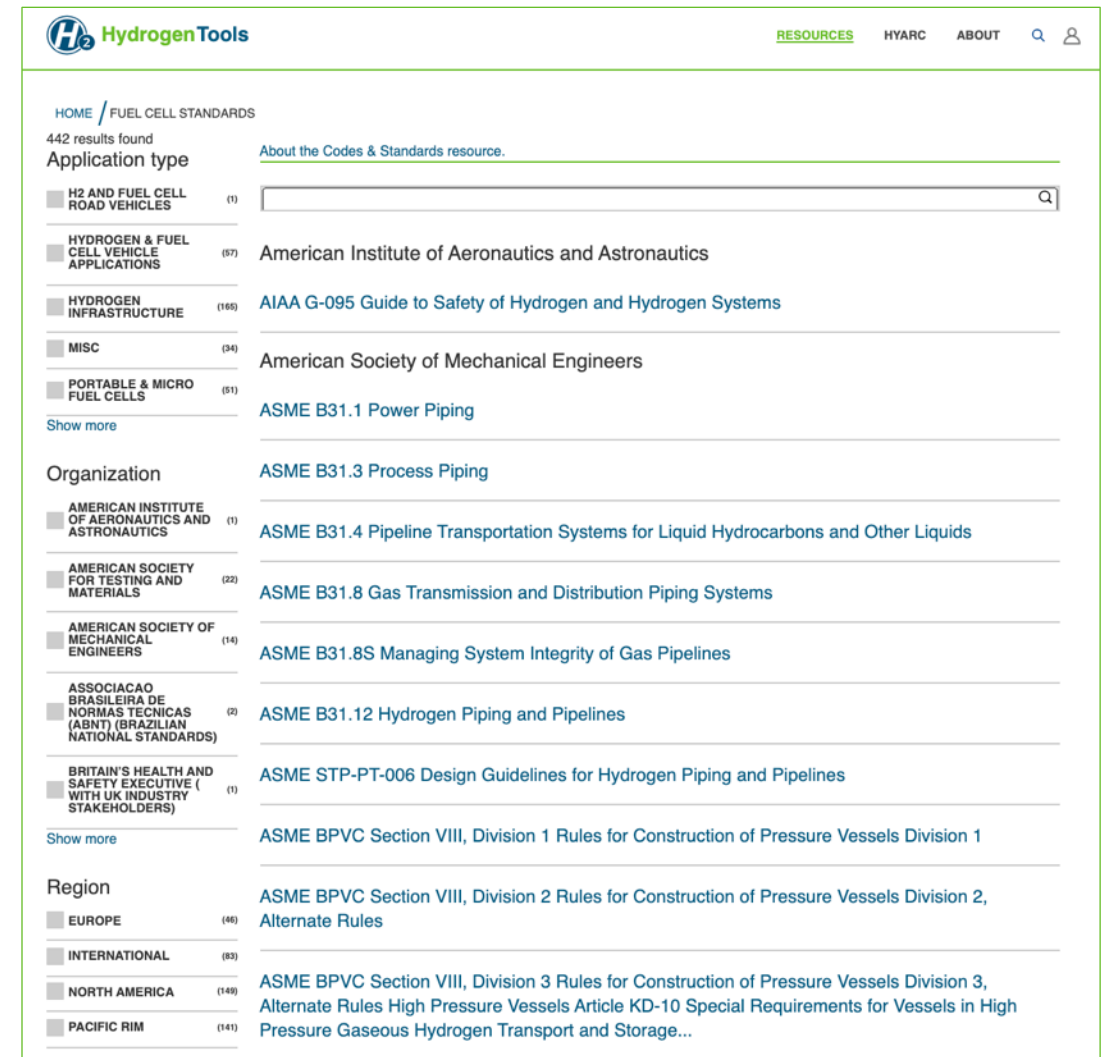 H2 HydrogenTools
RESOURCES HYARC ABOUT
HOME / FUEL CELL STANDARDS
442 results found
Application type
H2 AND FUEL CELL
ROAD VEHICLES (1)
HYDROGEN & FUEL
CELL VEHICLE (57)
APPLICATIONS
HYDROGEN
INFRASTRUCTURE (165)
MISC (34)
PORTABLE & MICRO
FUEL CELLS (51)
Show more
Organization
AMERICAN INSTITUTE
OF AERONAUTICS AND (1)
ASTRONAUTICS
AMERICAN SOCIETY
FOR TESTING AND (22)
MATERIALS
AMERICAN SOCIETY OF
MECHANICAL (14)
ENGINEERS
ASSOCIACAO
BRASILEIRA DE
NORMAS TECNICAS (2)
(ABNT) (BRAZILIAN
NATIONAL STANDARDS)
BRITAIN'S HEALTH AND
SAFETY EXECUTIVE (
WITH UK INDUSTRY (1)
STAKEHOLDERS)
Show more
Region
EUROPE (46)
INTERNATIONAL (83)
NORTH AMERICA (149)
PACIFIC RIM (141)
About the Codes & Standards resource.
American Institute of Aeronautics and Astronautics
AIAA G-095 Guide to Safety of Hydrogen and Hydrogen Systems
American Society of Mechanical Engineers
ASME B31.1 Power Piping
ASME B31.3 Process Piping
ASME B31.4 Pipeline Transportation Systems for Liquid Hydrocarbons and Other Liquids
ASME B31.8 Gas Transmission and Distribution Piping Systems
ASME B31.8S Managing System Integrity of Gas Pipelines
ASME B31.12 Hydrogen Piping and Pipelines
ASME STP-PT-006 Design Guidelines for Hydrogen Piping and Pipelines
ASME BPVC Section VIII, Division 1 Rules for Construction of Pressure Vessels Division 1
ASME BPVC Section VIII, Division 2 Rules for Construction of Pressure Vessels Division 2,
Alternate Rules
ASME BPVC Section VIII, Division 3 Rules for Construction of Pressure Vessels Division 3,
Alternate Rules High Pressure Vessels Article KD-10 Special Requirements for Vessels in High
Pressure Gaseous Hydrogen Transport and Storage...